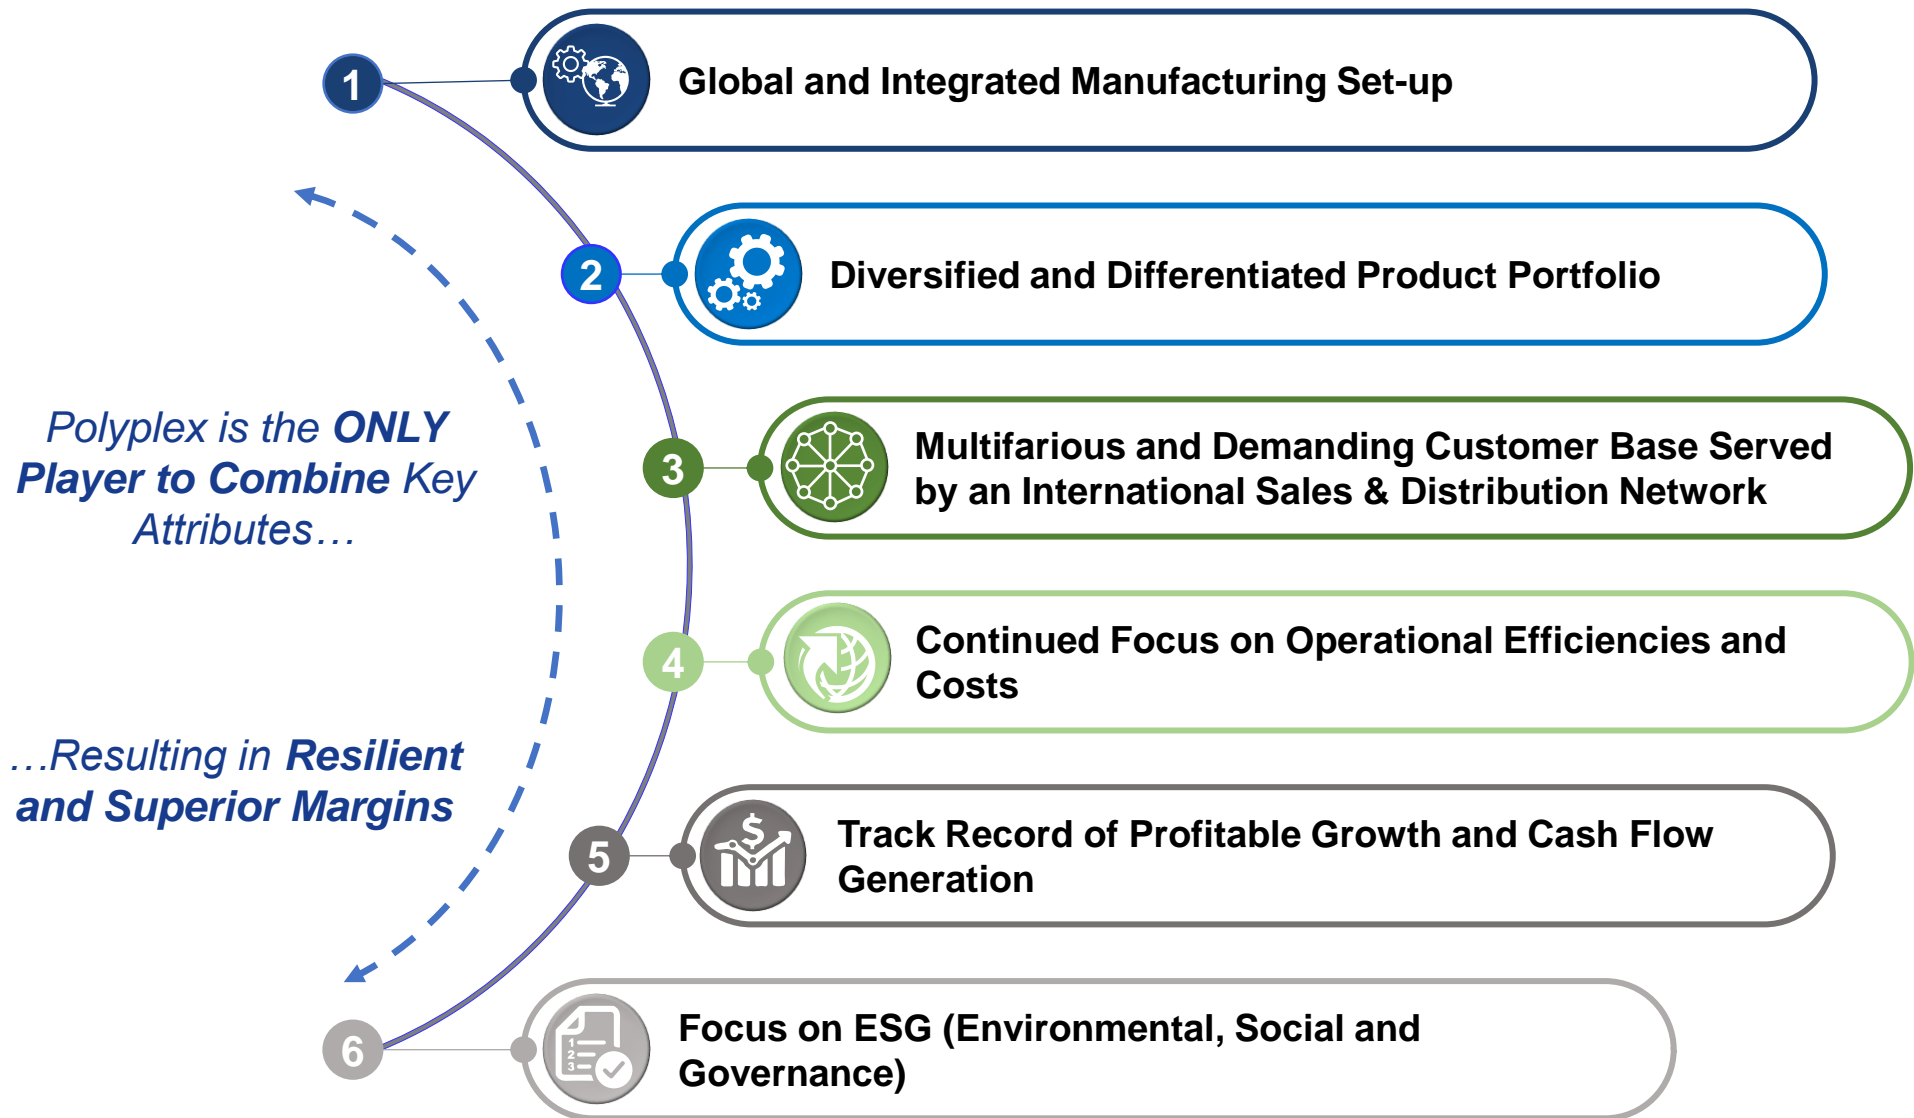 1
Global and Integrated Manufacturing Set-up
2
Diversified and Differentiated Product Portfolio
Polyplex is the ONLY
Player to Combine Key
Attributes…
3
Multifarious and Demanding Customer Base Served
by an International Sales & Distribution Network
4
Continued Focus on Operational Efficiencies and
Costs
…Resulting in Resilient
and Superior Margins
5
$
Track Record of Profitable Growth and Cash Flow
Generation
6
1
2
3
Focus on ESG (Environmental, Social and
Governance)